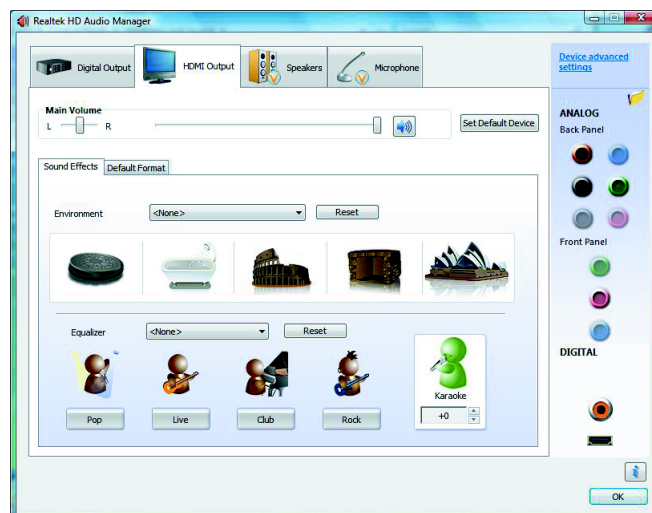 Realtek HD Audio Manager
Digital Output
HDMI Output
Speakers
Microphone
Device advanced
settings
Main Volume
L
R
Set Default Device
ANALOG
Back Panel
Sound Effects
Default Format
Environment
<None>
Reset
Front Panel
Equalizer
<None>
Reset
DIGITAL
Karaoke
Pop
Live
Club
Rock
+0
i
OK